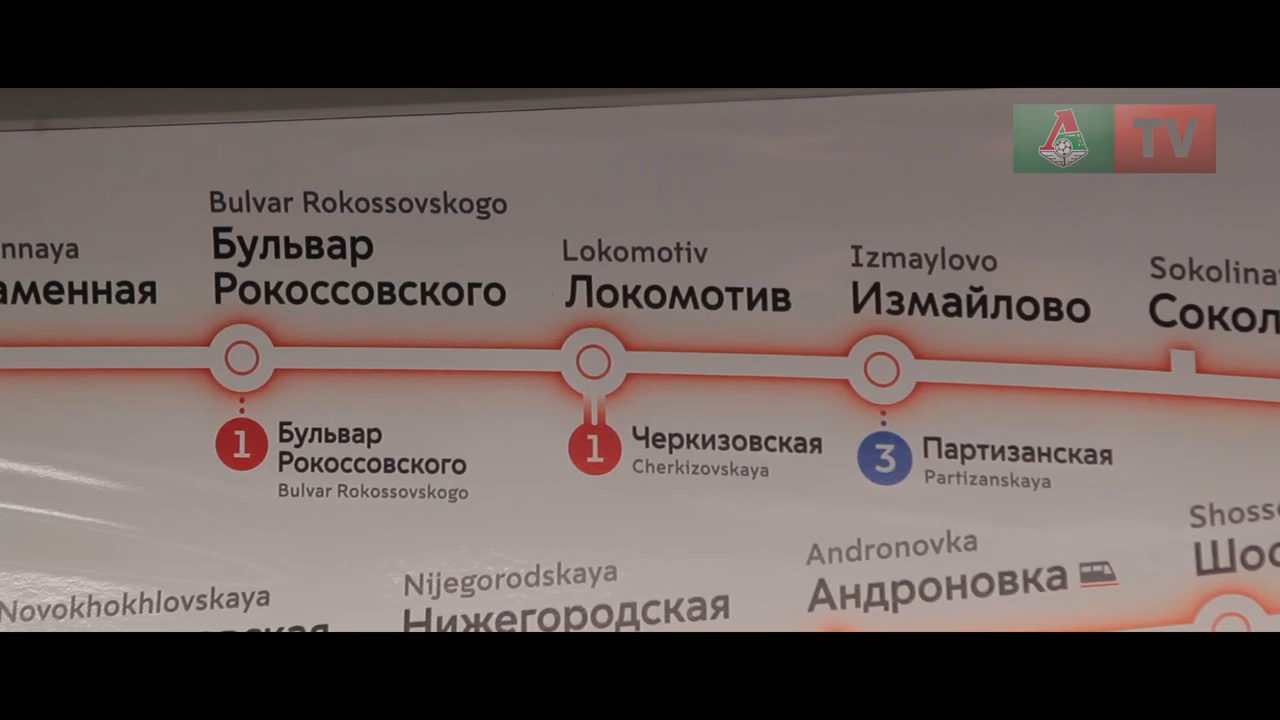 TV
Bulvar Rokossovskogo
Бульвар
Рокоссовского
Lokomotiv
Локомотив
Izmaylovo
Измайлово
1
Бульвар
Рокоссовского
Bulvar Rokossovskogo
1
Черкизовская
Cherkizovskaya
3
Партизанская
Partizanskaya
Novokhokhlovskaya
Nijegorodskaya
Нижегородская
Andronovka
Андроновка